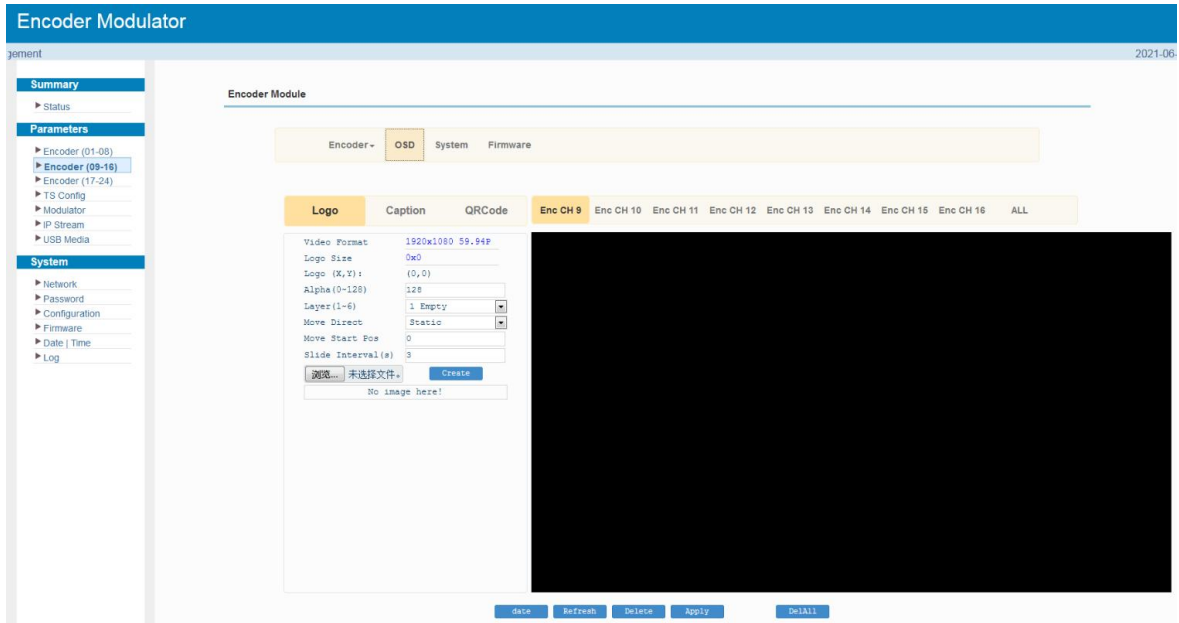 Encoder Modulator
gement
2021-06-
Summary
Status
Parameters
Encoder (01-08)
Encoder (09-16)
Encoder (17-24)
TS Config
Modulator
IP Stream
USB Media
System
Network
Password
Configuration
Firmware
Date | Time
Log
Encoder Module
Encoder OSD System Firmware
Logo Caption QRCode
Enc CH 9 Enc CH 10 Enc CH 11 Enc CH 12 Enc CH 13 Enc CH 14 Enc CH 15 Enc CH 16 ALL
Video Format 1920x1080 59.94P
Logo Size 0x0
Logo (X,Y): (0,0)
Alpha(0-128) 128
Layer(1-6) 1 Empty
Move Direct Static
Move Start Pos 0
Slide Interval(s) 3
浏览... 未选择文件。 Create
No image here!
date Refresh Delete Apply DelAll